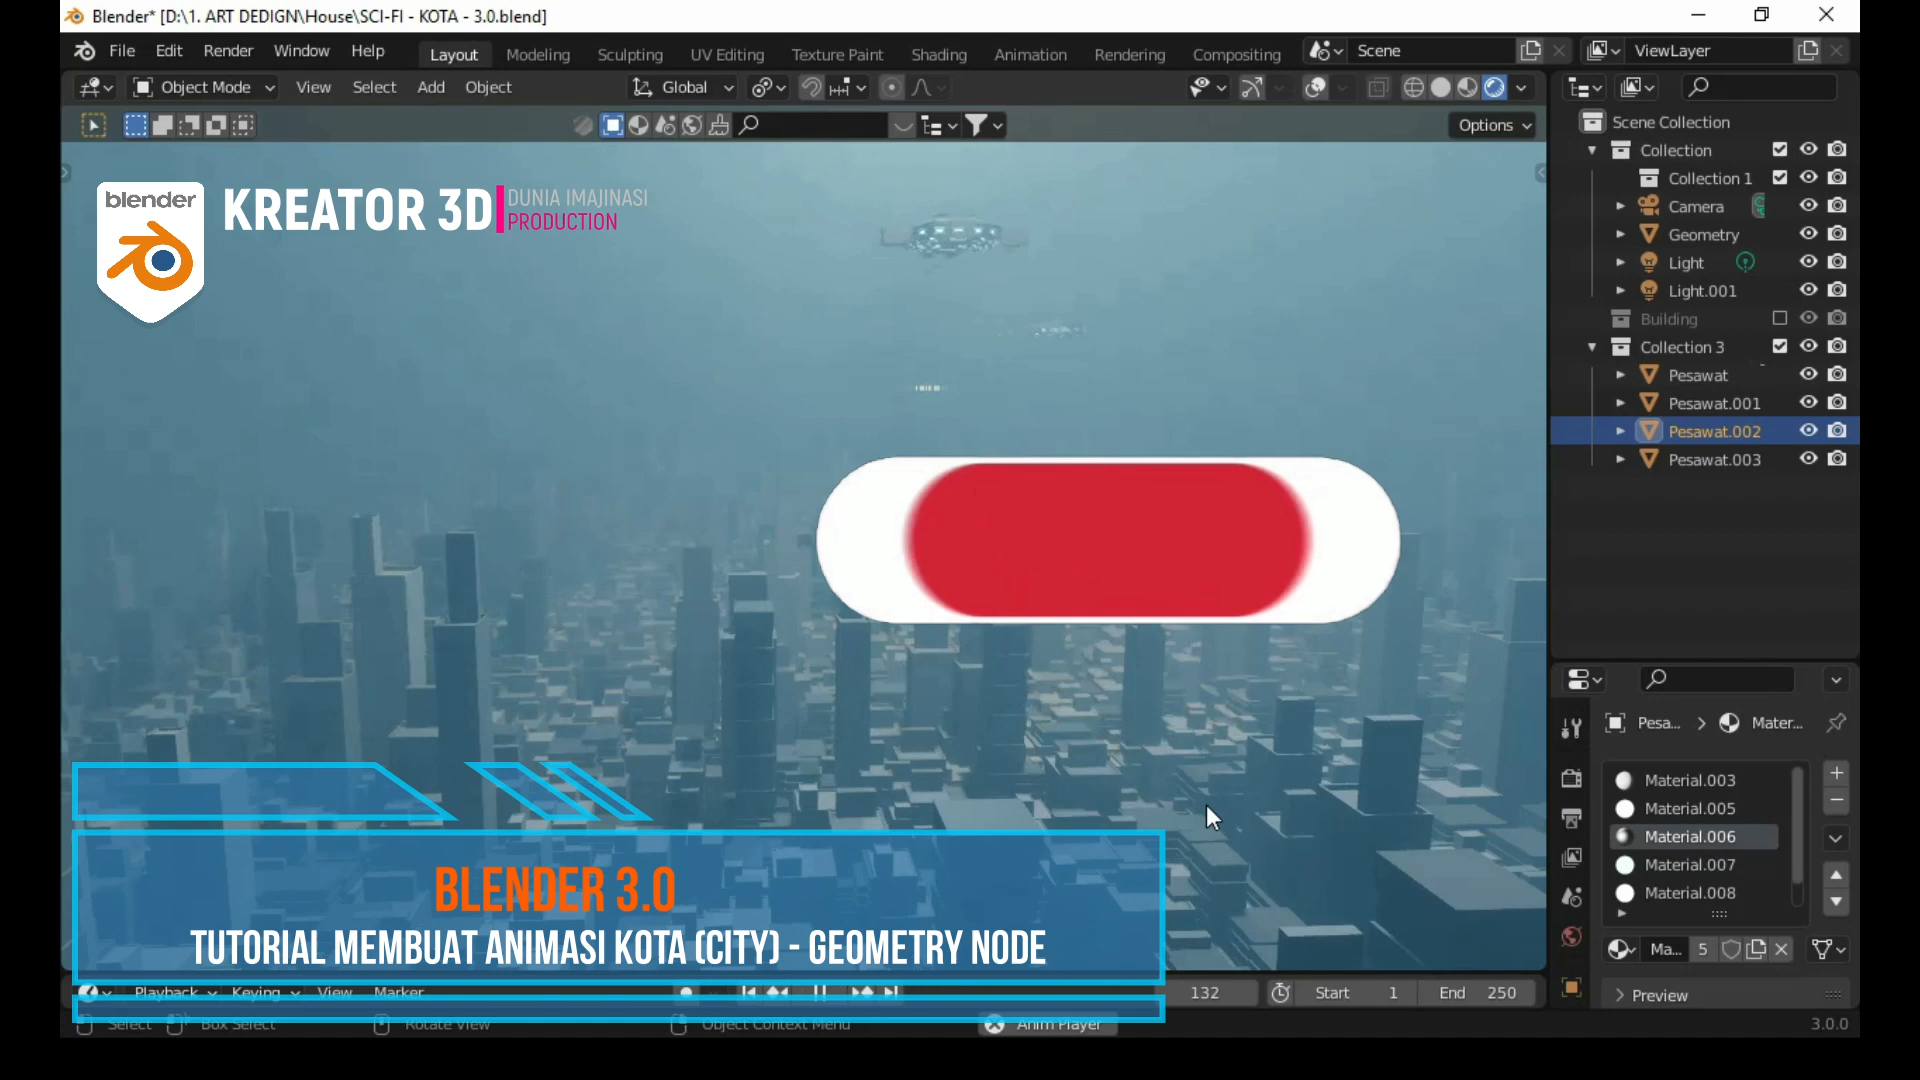 Blender* [D:\1. ART DEDIGN\House\SCI-FI - KOTA - 3.0.blend]
File Edit Render Window Help Layout Modeling Sculpting UV Editing Texture Paint Shading Animation Rendering Compositing Scene ViewLayer
Object Mode View Select Add Object Global
Options
Scene Collection
Collection
Collection 1
Camera
Geometry
Light
Light.001
Building
Collection 3
Pesawat
Pesawat.001
Pesawat.002
Pesawat.003
blender
KREATOR 3D
DUNIA IMAJINASI
PRODUCTION
Pesa... Mater...
Material.003
Material.005
Material.006
Material.007
Material.008
Ma... 5
Preview
BLENDER 3.0
TUTORIAL MEMBUAT ANIMASI KOTA (CITY) - GEOMETRY NODE
Playback Keying View Marker 132 Start 1 End 250
Select Box Select Rotate View Object Context Menu Anim Player 3.0.0